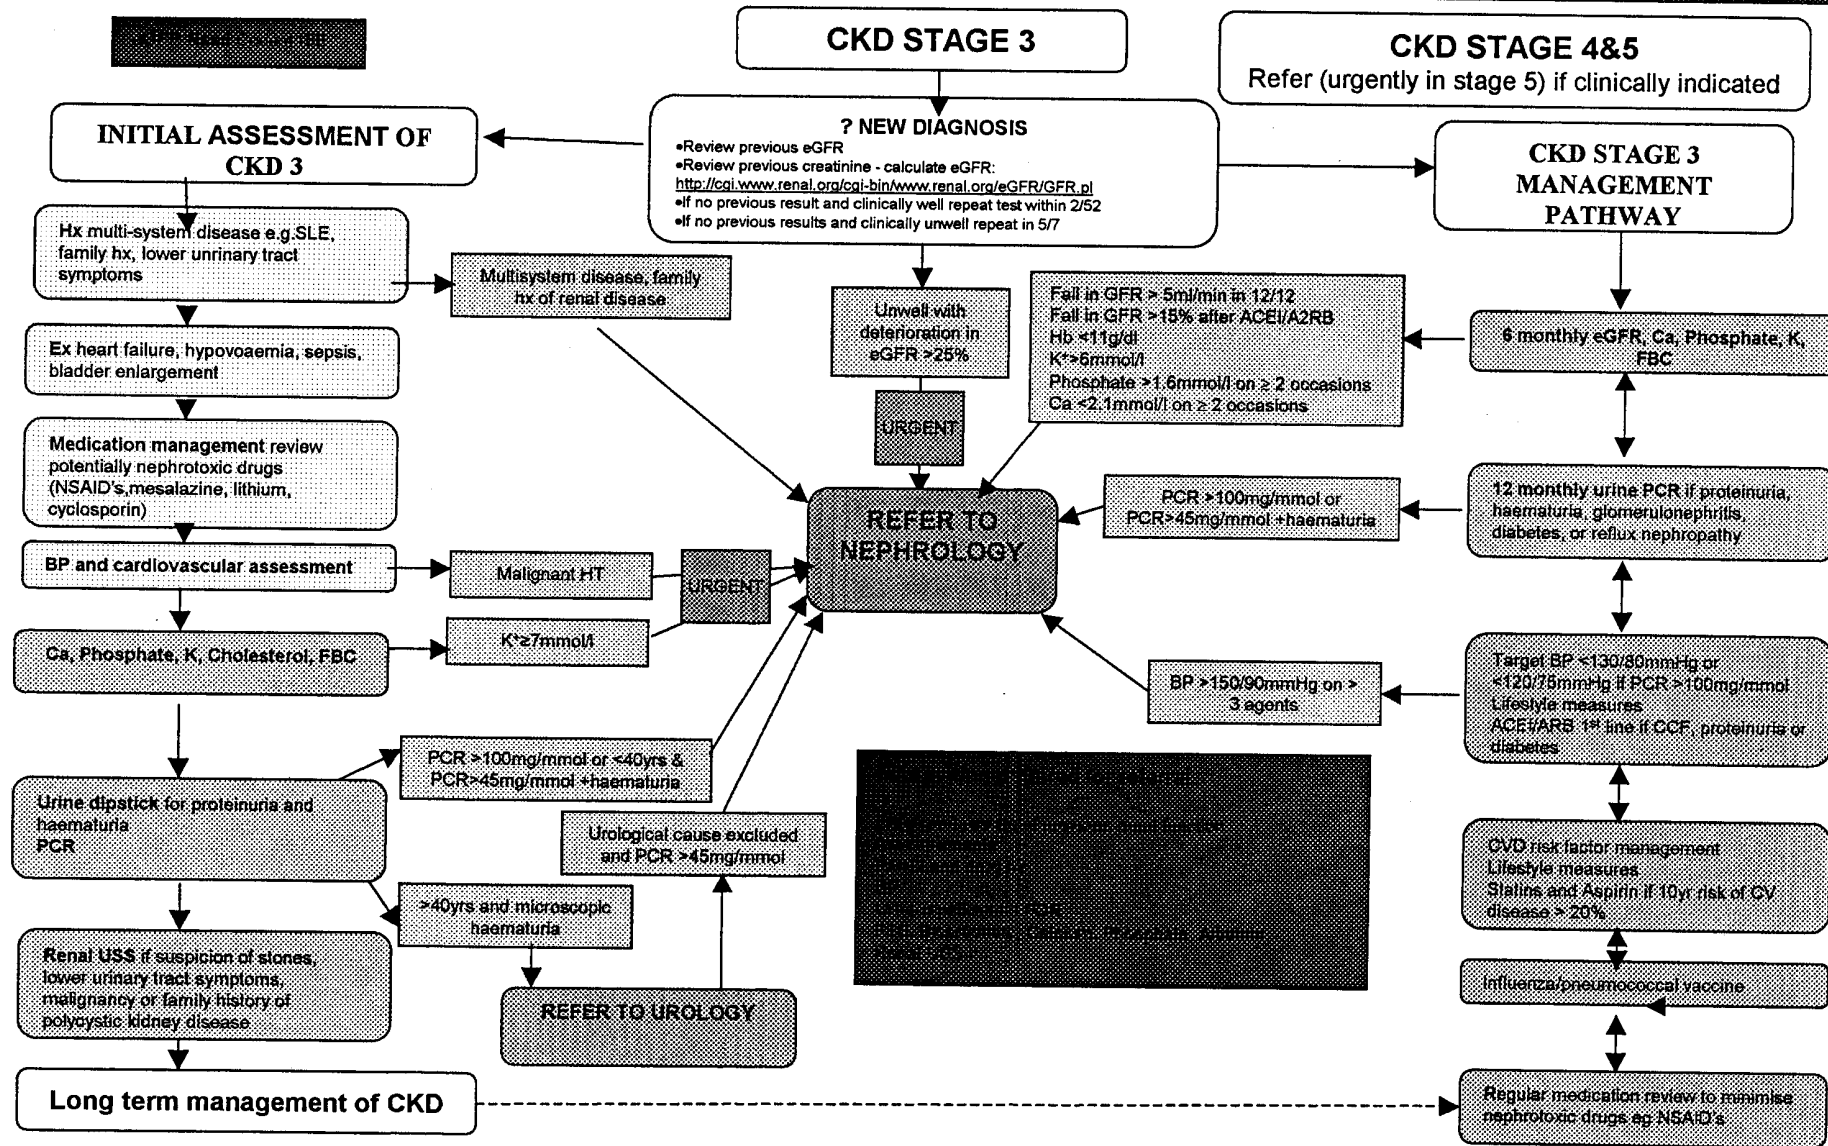 CKD STAGE 3
CKD STAGE 4&5
Refer (urgently in stage 5) if clinically indicated
? NEW DIAGNOSIS
•Review previous eGFR
•Review previous creatinine - calculate eGFR:
http://cgi.www.renal.org/cgi-bin/www.renal.org/eGFR/GFR.pl
•If no previous result and clinically well repeat test within 2/52
•If no previous results and clinically unwell repeat in 5/7
INITIAL ASSESSMENT OF
CKD 3
Hx multi-system disease e.g.SLE,
family hx, lower unrinary tract
symptoms
Multisystem disease, family
hx of renal disease
Ex heart failure, hypovoaemia, sepsis,
bladder enlargement
Medication management review
potentially nephrotoxic drugs
(NSAID's,mesalazine, lithium,
cyclosporin)
BP and cardiovascular assessment
Malignant HT
URGENT
Ca, Phosphate, K, Cholesterol, FBC
K⁺≥7mmol/l
Urine dipstick for proteinuria and
haematuria
PCR
PCR >100mg/mmol or <40yrs &
PCR>45mg/mmol +haematuria
>40yrs and microscopic
haematuria
Urological cause excluded
and PCR >45mg/mmol
REFER TO UROLOGY
Renal USS if suspicion of stones,
lower urinary tract symptoms,
malignancy or family history of
polycystic kidney disease
Long term management of CKD
Unwell with
deterioration in
eGFR >25%
URGENT
REFER TO
NEPHROLOGY
CKD STAGE 3
MANAGEMENT
PATHWAY
6 monthly eGFR, Ca, Phosphate, K,
FBC
Fall in GFR > 5ml/min in 12/12
Fall in GFR >15% after ACEI/A2RB
Hb <11g/dl
K⁺>6mmol/l
Phosphate >1.6mmol/l on ≥ 2 occasions
Ca <2.1mmol/l on ≥ 2 occasions
12 monthly urine PCR if proteinuria,
haematuria, glomerulonephritis,
diabetes, or reflux nephropathy
PCR >100mg/mmol or
PCR>45mg/mmol +haematuria
Target BP <130/80mmHg or
<120/75mmHg if PCR >100mg/mmol
Lifestyle measures
ACEI/ARB 1st line if CCF, proteinuria or
diabetes
BP >150/90mmHg on >
3 agents
CVD risk factor management
Lifestyle measures
Statins and Aspirin if 10yr risk of CV
disease > 20%
Influenza/pneumococcal vaccine
Regular medication review to minimise
nephrotoxic drugs eg NSAID's